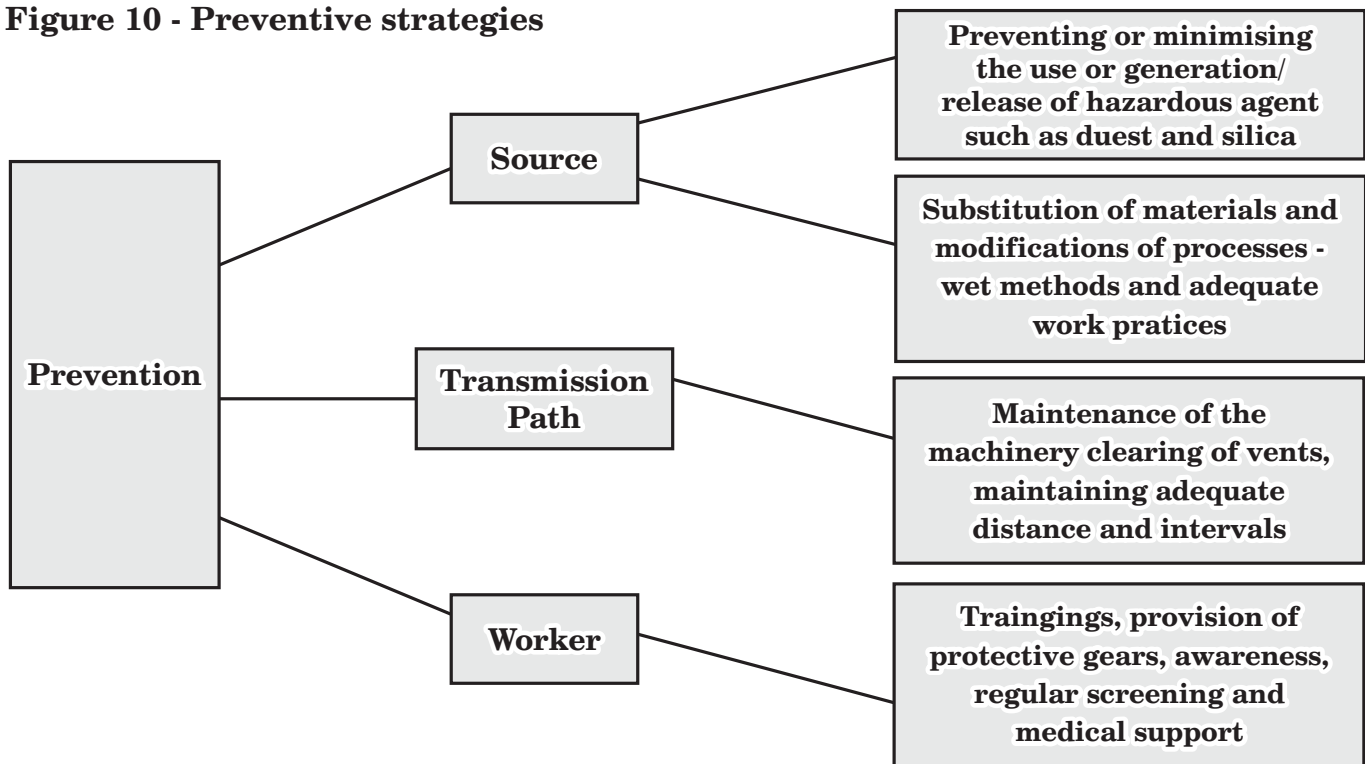 Figure 10 - Preventive strategies
Preventing or minimising
the use or generation/
release of hazardous agent
such as duest and silica
Source
Substitution of materials and
modifications of processes -
wet methods and adequate
work pratices
Prevention
Transmission
Path
Maintenance of the
machinery clearing of vents,
maintaining adequate
distance and intervals
Worker
Traingings, provision of
protective gears, awareness,
regular screening and
medical support